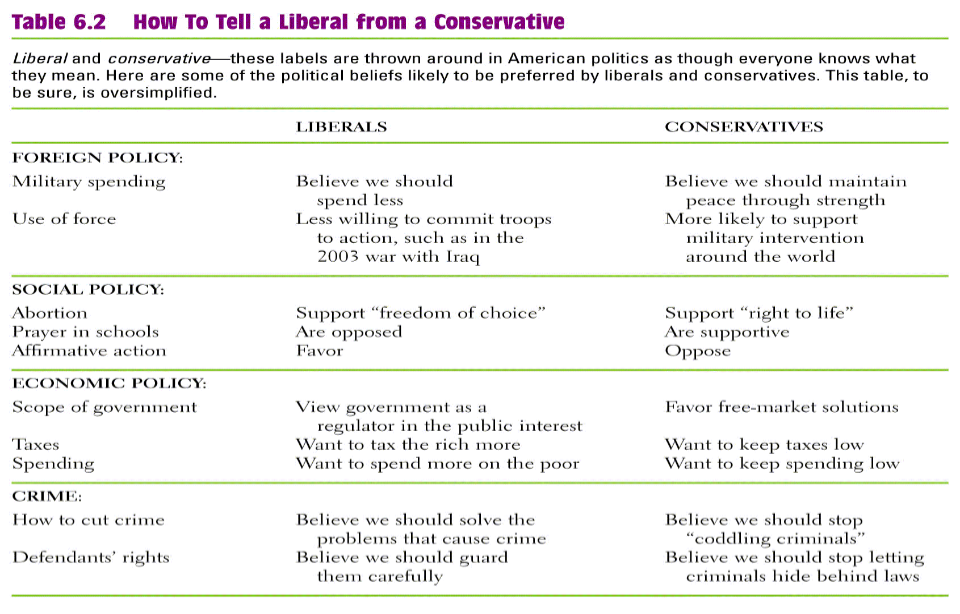 Table 6.2 How To Tell a Liberal from a Conservative
Liberal and conservative—these labels are thrown around in American politics as though everyone knows what
they mean. Here are some of the political beliefs likely to be preferred by liberals and conservatives. This table, to
be sure, is oversimplified.
LIBERALS CONSERVATIVES
FOREIGN POLICY:
Military spending Believe we should Believe we should maintain
spend less peace through strength
Use of force Less willing to commit troops More likely to support
to action, such as in the military intervention
2003 war with Iraq around the world
SOCIAL POLICY:
Abortion Support “freedom of choice” Support “right to life”
Prayer in schools Are opposed Are supportive
Affirmative action Favor Oppose
ECONOMIC POLICY:
Scope of government View government as a Favor free-market solutions
regulator in the public interest
Taxes Want to tax the rich more Want to keep taxes low
Spending Want to spend more on the poor Want to keep spending low
CRIME:
How to cut crime Believe we should solve the Believe we should stop
problems that cause crime “coddling criminals”
Defendants’ rights Believe we should guard Believe we should stop letting
them carefully criminals hide behind laws